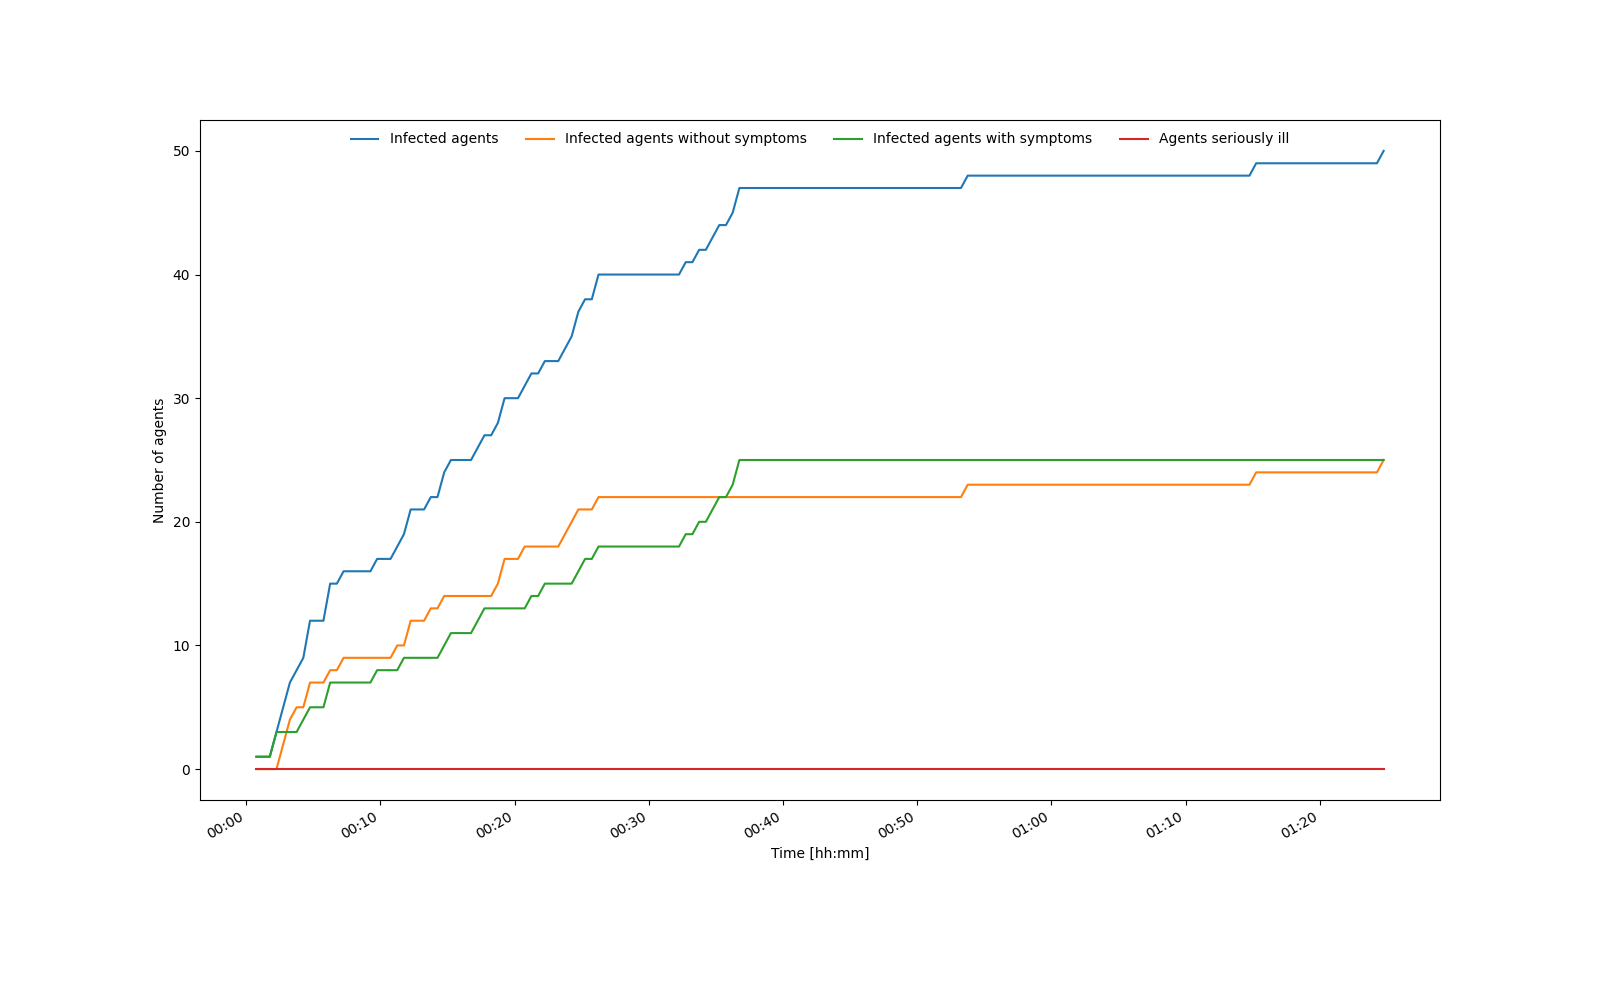 Infected agents Infected agents without symptoms Infected agents with symptoms Agents seriously ill
50
40
30
20
10
0
Number of agents
00:00 00:10 00:20 00:30 00:40 00:50 01:00 01:10 01:20
Time [hh:mm]